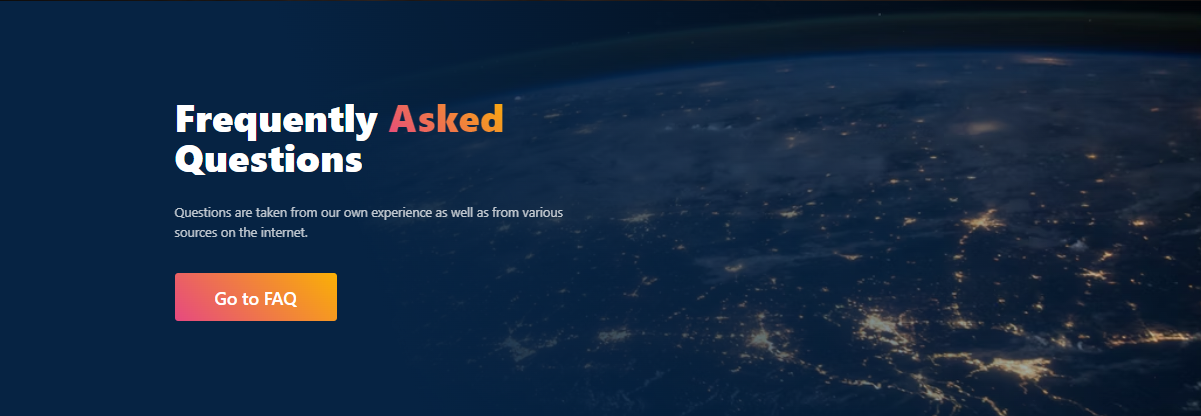 Frequently Asked
Questions
Questions are taken from our own experience as well as from various
sources on the internet.
Go to FAQ